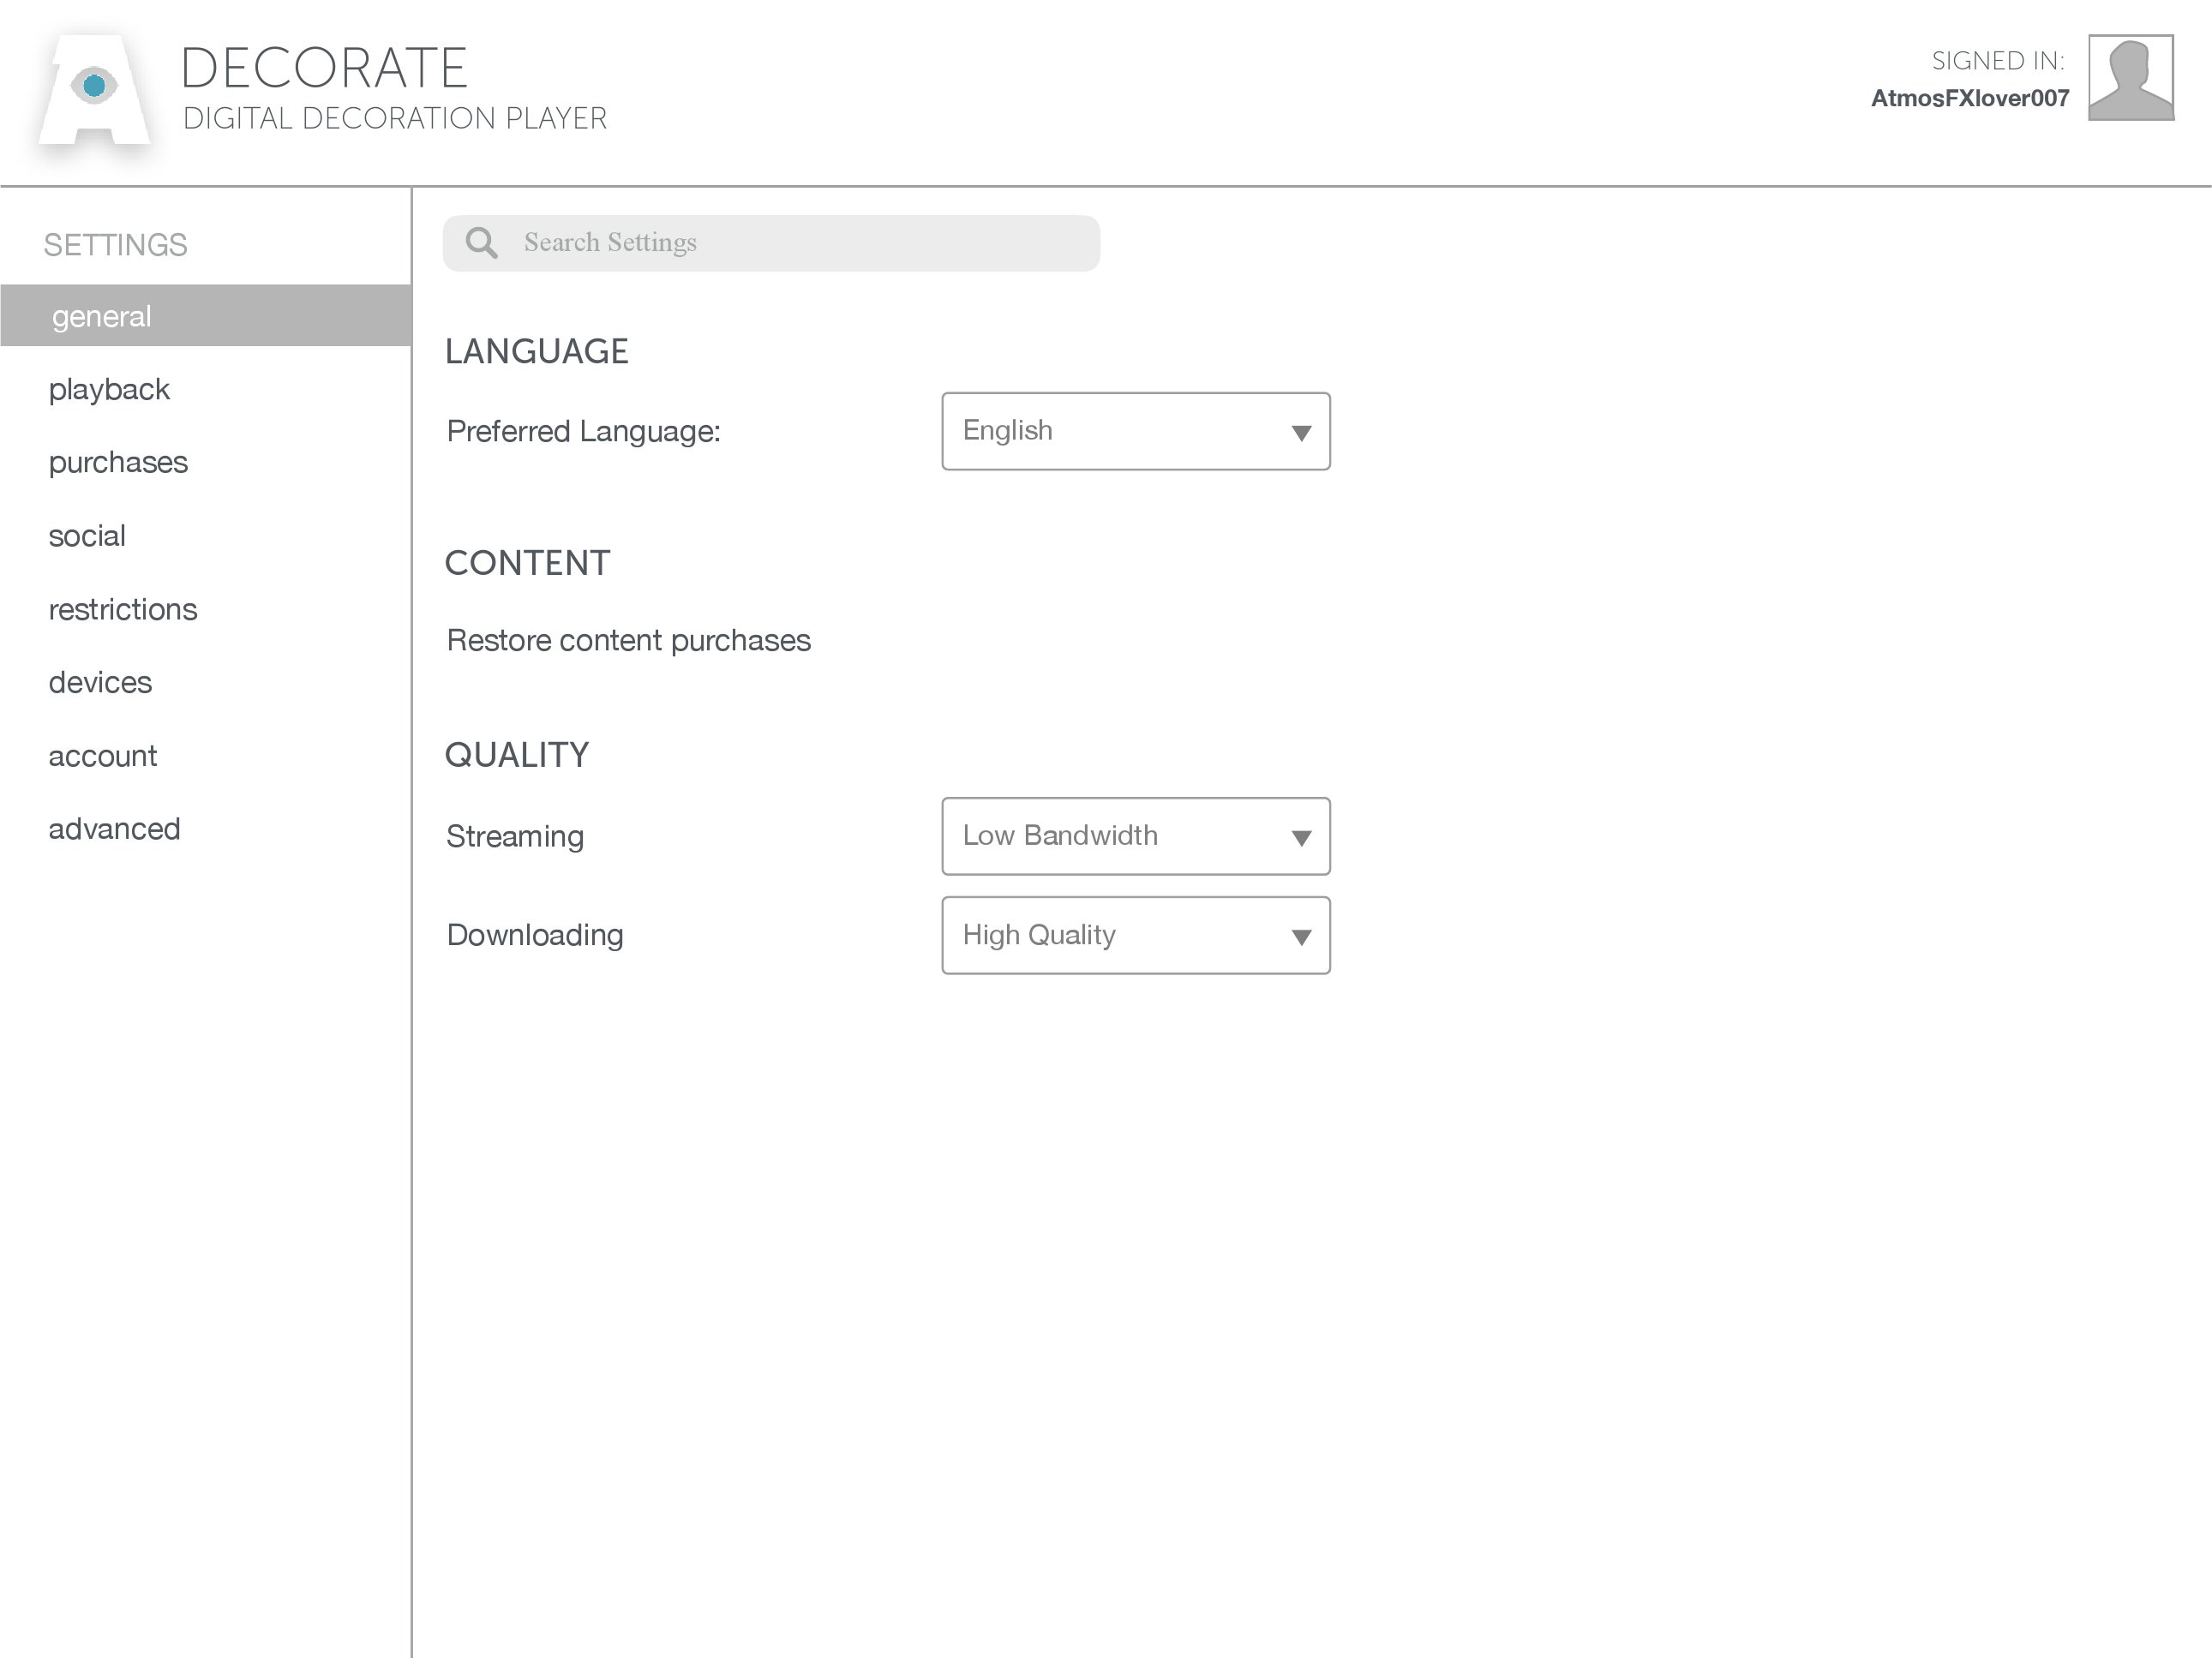 DECORATE
DIGITAL DECORATION PLAYER
SIGNED IN:
AtmosFXlover007
SETTINGS
general
playback
purchases
social
restrictions
devices
account
advanced
Search Settings
LANGUAGE
Preferred Language:
English
CONTENT
Restore content purchases
QUALITY
Streaming
Low Bandwidth
Downloading
High Quality